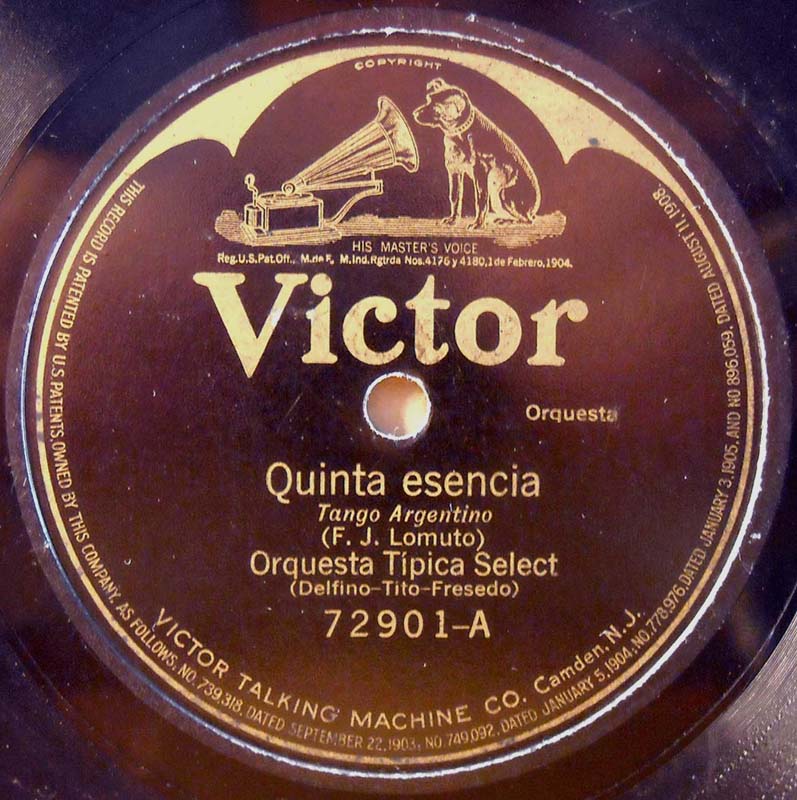 COPYRIGHT
HIS MASTER'S VOICE
Reg.U.S.Pat.Off., M.de F., M.Ind.Rgtrda Nos.4176 y 4180,1 de Febrero,1904.
Victor
Orquesta
Quinta esencia
Tango Argentino
(F. J. Lomuto)
Orquesta Típica Select
(Delfino-Tito-Fresedo)
72901-A
VICTOR TALKING MACHINE CO. Camden, N.J.
THIS RECORD IS PATENTED BY U.S. PATENTS, OWNED BY THIS COMPANY, AS FOLLOWS, NO. 739,318, DATED SEPTEMBER 22, 1903, NO. 749,092, DATED JANUARY 5, 1904, NO. 778,976, DATED JANUARY 3, 1905, AND NO 896,059, DATED AUGUST 11, 1908.